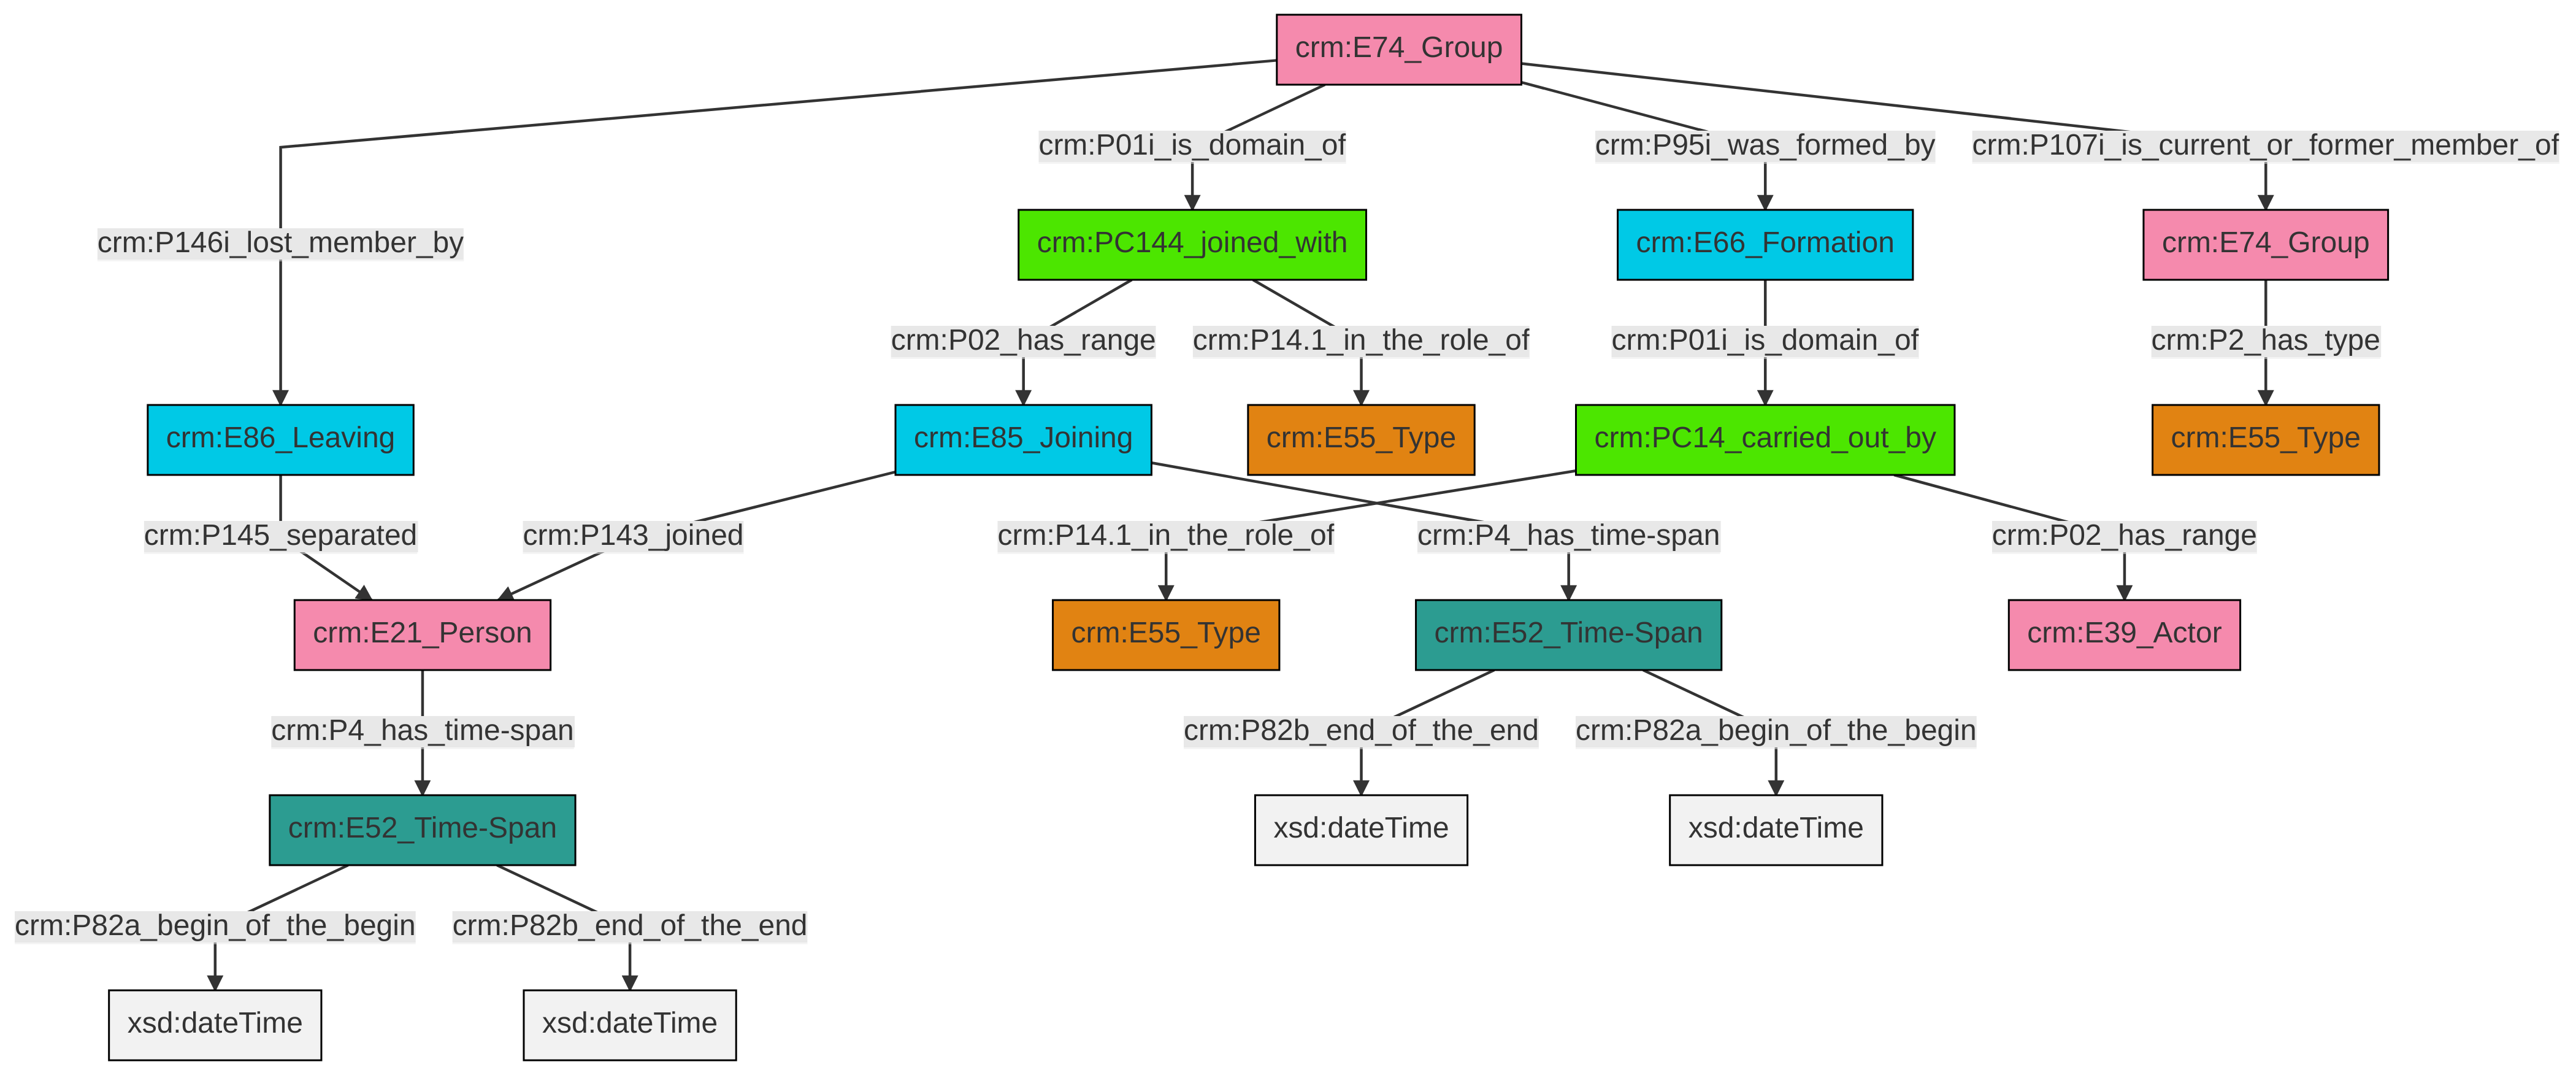 crm:E74_Group
crm:P01i_is_domain_of
crm:P95i_was_formed_by
crm:P107i_is_current_or_former_member_of
crm:P146i_lost_member_by
crm:PC144_joined_with
crm:E66_Formation
crm:E74_Group
crm:P02_has_range
crm:P14.1_in_the_role_of
crm:P01i_is_domain_of
crm:P2_has_type
crm:E86_Leaving
crm:E85_Joining
crm:E55_Type
crm:PC14_carried_out_by
crm:E55_Type
crm:P145_separated
crm:P143_joined
crm:P14.1_in_the_role_of
crm:P4_has_time-span
crm:P02_has_range
crm:E21_Person
crm:E55_Type
crm:E52_Time-Span
crm:E39_Actor
crm:P4_has_time-span
crm:P82b_end_of_the_end
crm:P82a_begin_of_the_begin
crm:E52_Time-Span
xsd:dateTime
xsd:dateTime
crm:P82a_begin_of_the_begin
crm:P82b_end_of_the_end
xsd:dateTime
xsd:dateTime